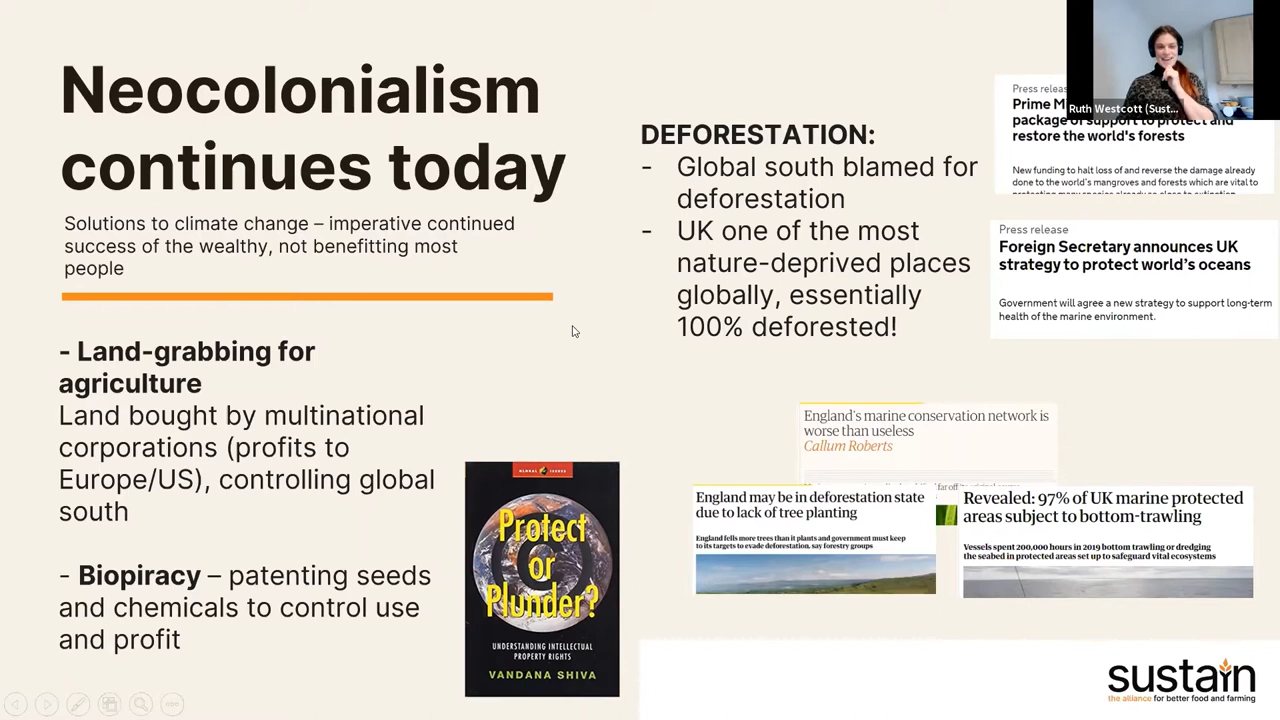 Neocolonialism
continues today
Solutions to climate change – imperative continued
success of the wealthy, not benefitting most
people
- Land-grabbing for
agriculture
Land bought by multinational
corporations (profits to
Europe/US), controlling global
south
- Biopiracy – patenting seeds
and chemicals to control use
and profit
GLOBAL ISSUES
Protect
or
Plunder?
UNDERSTANDING INTELLECTUAL
PROPERTY RIGHTS
VANDANA SHIVA
DEFORESTATION:
- Global south blamed for
deforestation
- UK one of the most
nature-deprived places
globally, essentially
100% deforested!
Press releas
Prime M
package of support to protect and
restore the world's forests
New funding to halt loss of and reverse the damage already
done to the world's mangroves and forests which are vital to
Ruth Westcott (Sust...
Press release
Foreign Secretary announces UK
strategy to protect world's oceans
Government will agree a new strategy to support long-term
health of the marine environment.
England's marine conservation network is
worse than useless
Callum Roberts
England may be in deforestation state
due to lack of tree planting
England fells more trees than it plants and government must keep
to its targets to evade deforestation, say forestry groups
Revealed: 97% of UK marine protected
areas subject to bottom-trawling
Vessels spent 200,000 hours in 2019 bottom trawling or dredging
the seabed in protected areas set up to safeguard vital ecosystems
sustain
the alliance for better food and farming